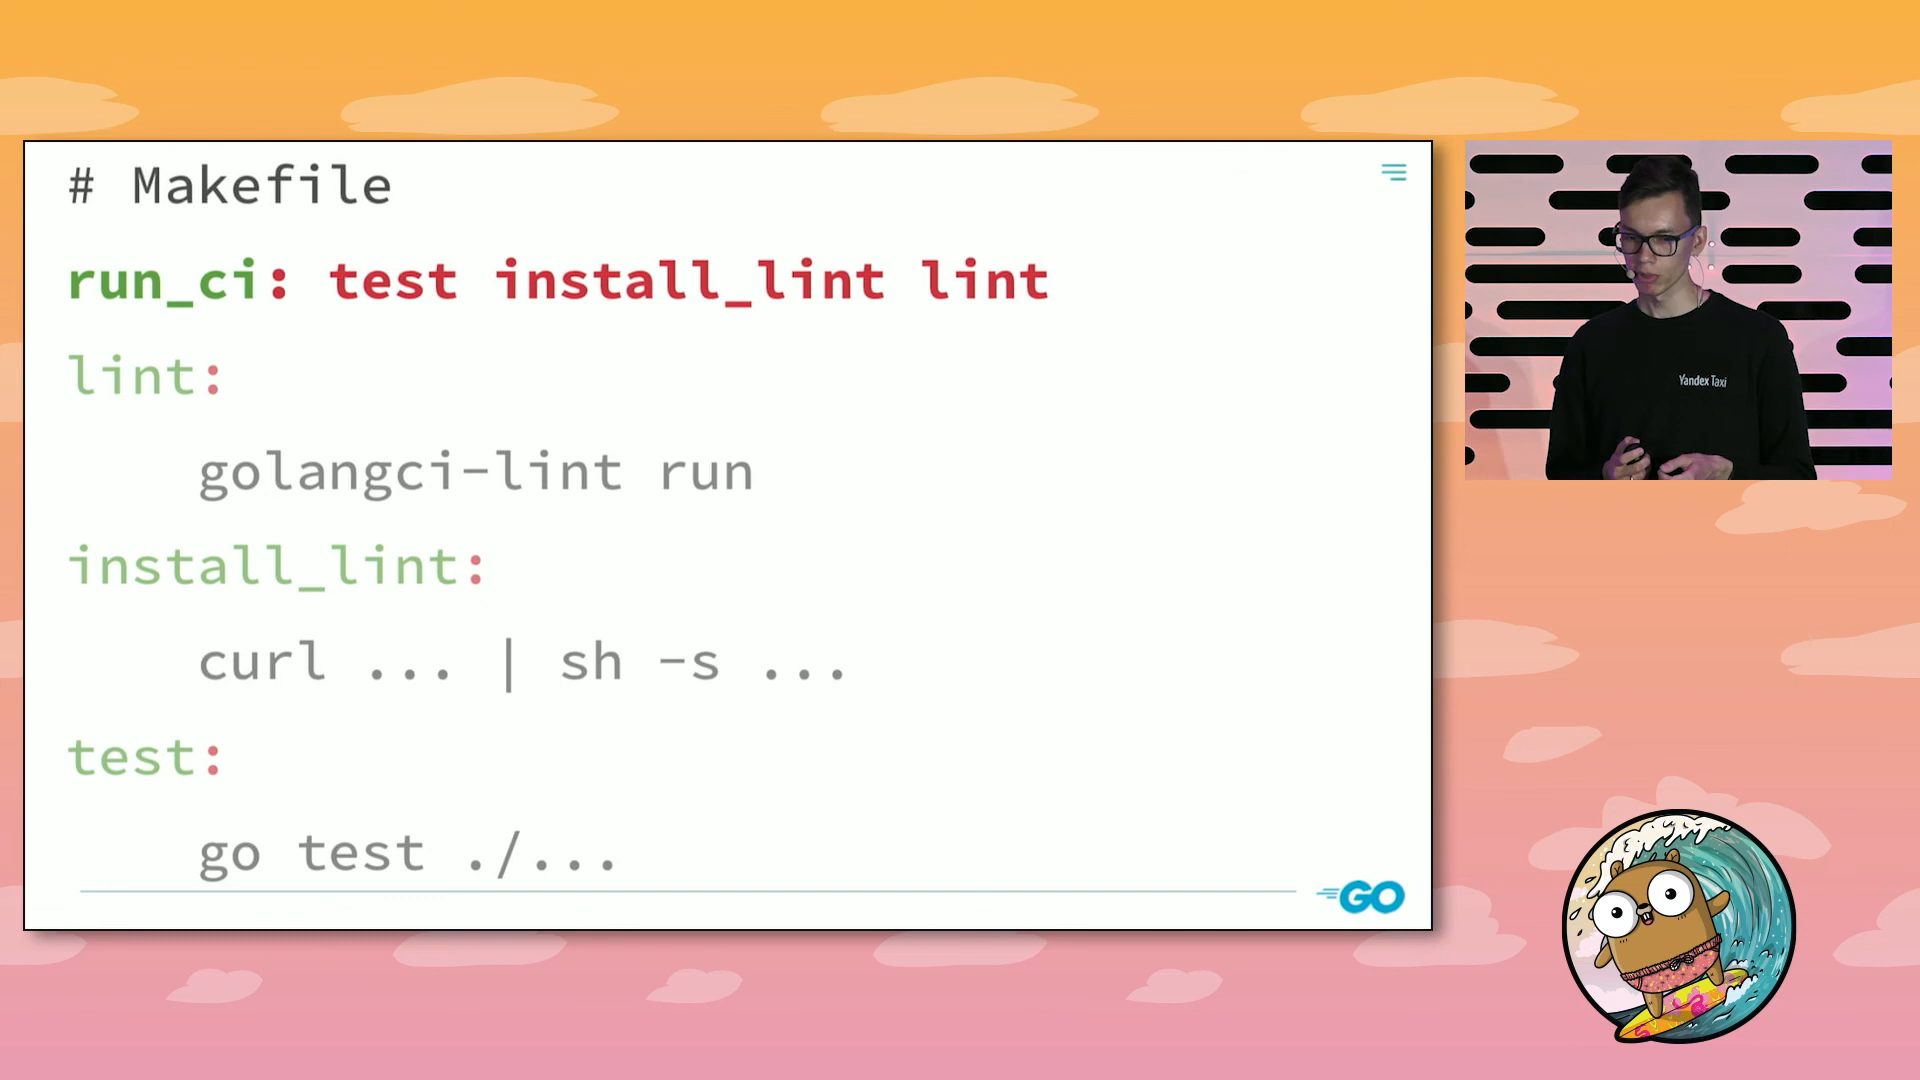 # Makefile
run_ci: test install_lint lint
lint:
golangci-lint run
install_lint:
curl ... | sh -s ...
test:
go test ./...
GO
Yandex Taxi